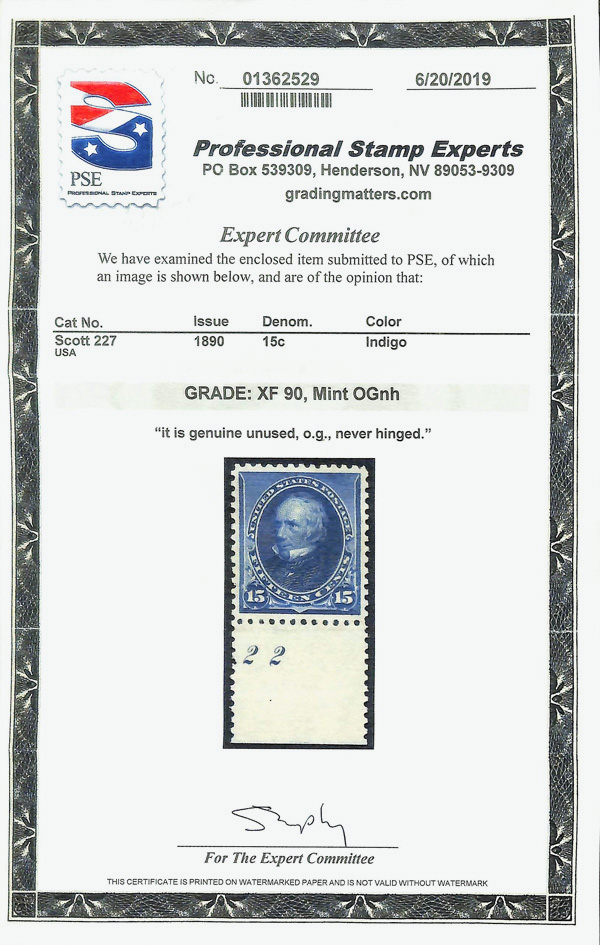 PSE
PROFESSIONAL STAMP EXPERTS
No. 01362529 6/20/2019
Professional Stamp Experts
PO Box 539309, Henderson, NV 89053-9309
gradingmatters.com
Expert Committee
We have examined the enclosed item submitted to PSE, of which
an image is shown below, and are of the opinion that:
Cat No. Issue Denom. Color
Scott 227 1890 15c Indigo
USA
GRADE: XF 90, Mint OGnh
“it is genuine unused, o.g., never hinged.”
UNITED STATES POSTAGE
FIFTEEN CENTS
15 15
22
For The Expert Committee
THIS CERTIFICATE IS PRINTED ON WATERMARKED PAPER AND IS NOT VALID WITHOUT WATERMARK